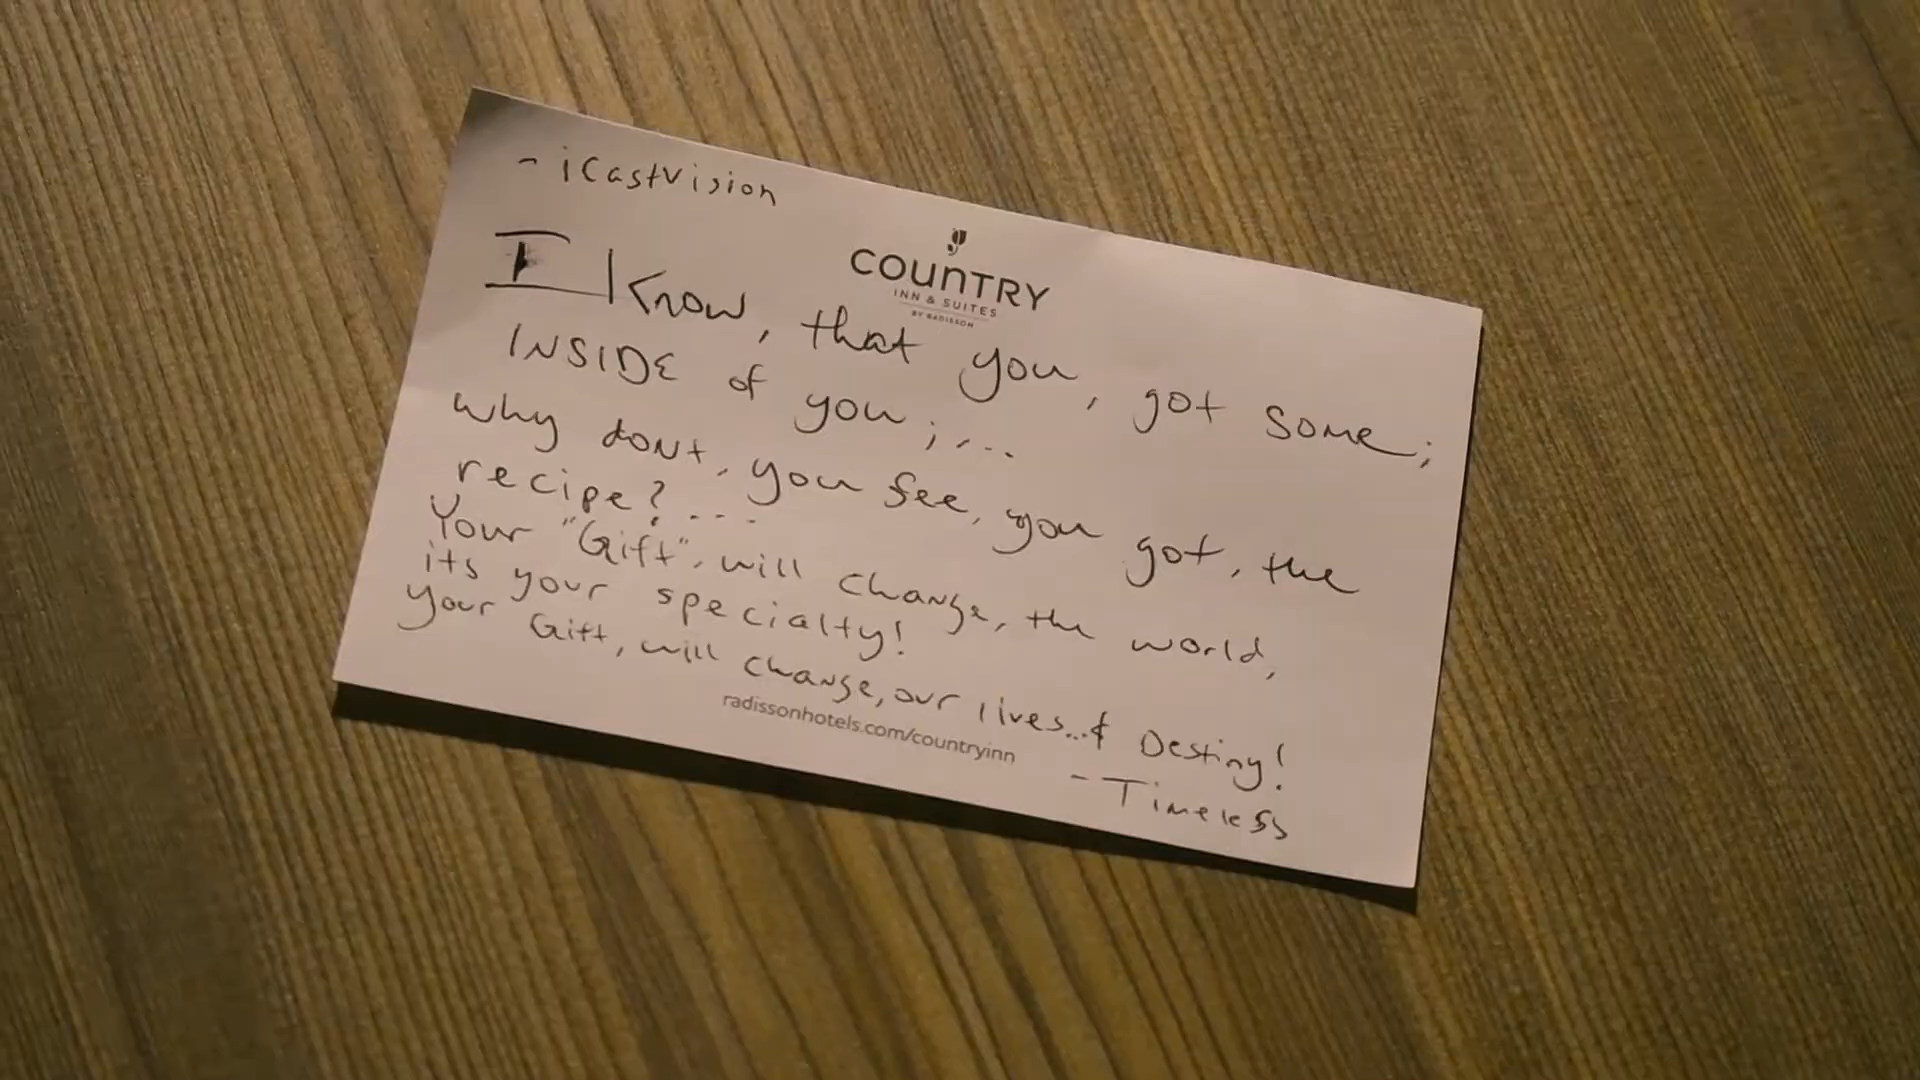 - iCastVision
COUNTRY
INN & SUITES
BY RADISSON
I Know, that you, got some;
INSIDE of you;...
why dont, you see, you got, the
recipe?...
Your "Gift", will change, the world,
its your specialty!
your Gift, will change, our lives...& Destiny!
radissonhotels.com/countryinn
- Timeless